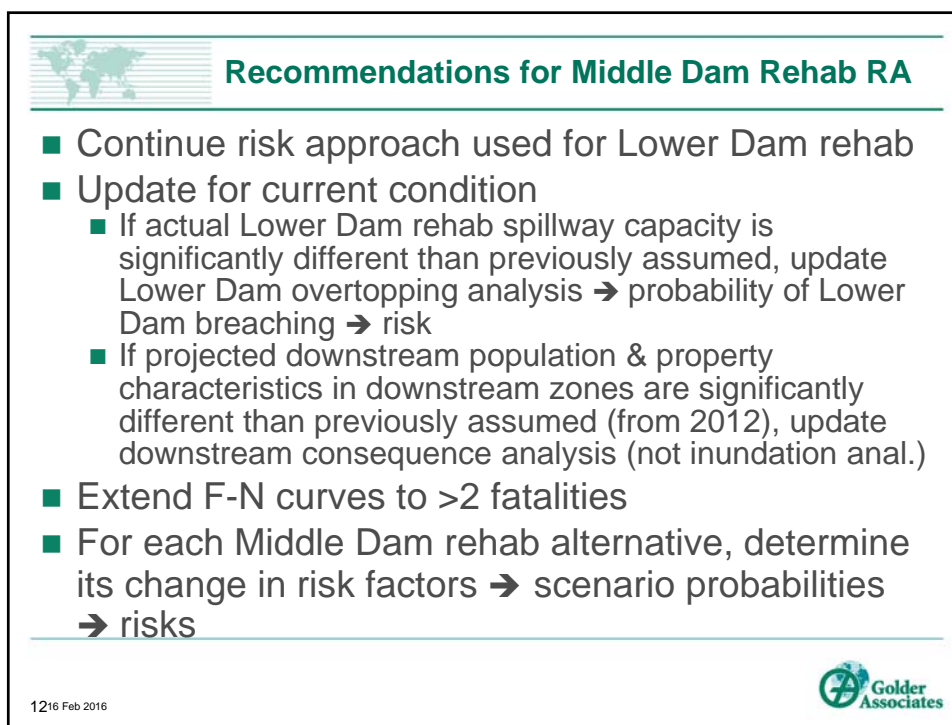 Recommendations for Middle Dam Rehab RA
■ Continue risk approach used for Lower Dam rehab
■ Update for current condition
■ If actual Lower Dam rehab spillway capacity is
significantly different than previously assumed, update
Lower Dam overtopping analysis ➔ probability of Lower
Dam breaching ➔ risk
■ If projected downstream population & property
characteristics in downstream zones are significantly
different than previously assumed (from 2012), update
downstream consequence analysis (not inundation anal.)
■ Extend F-N curves to >2 fatalities
■ For each Middle Dam rehab alternative, determine
its change in risk factors ➔ scenario probabilities
➔ risks
1216 Feb 2016
Golder
Associates